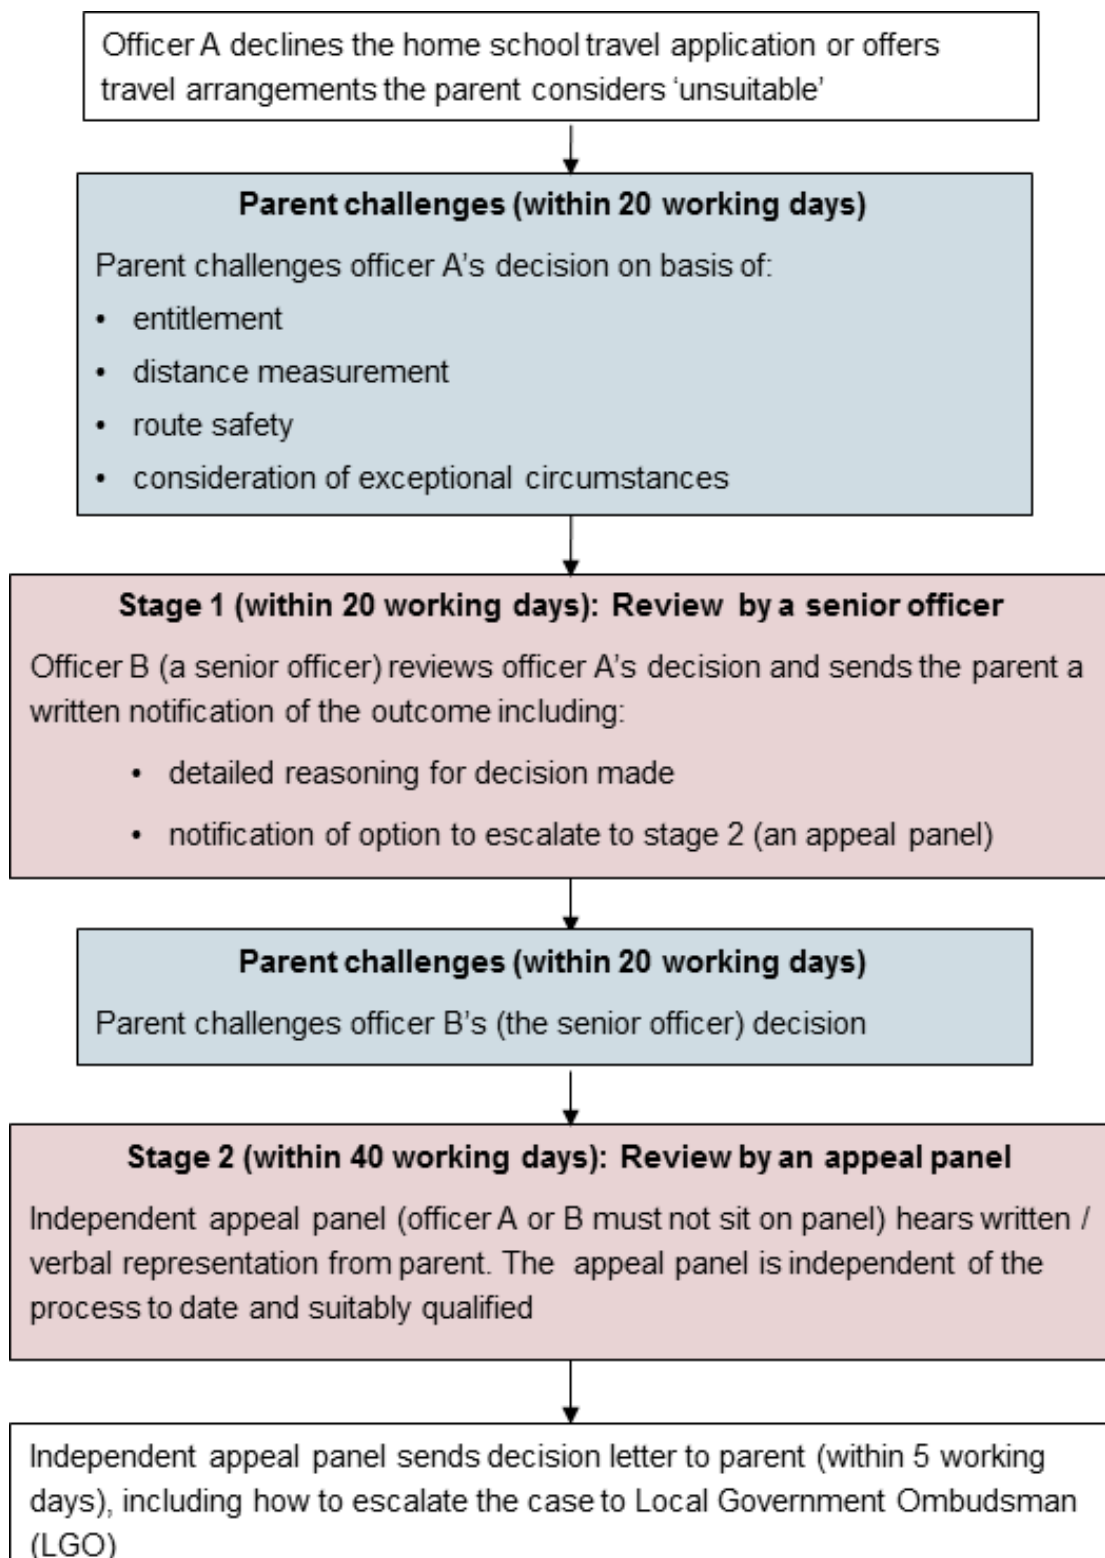 Officer A declines the home school travel application or offers
travel arrangements the parent considers ‘unsuitable’
Parent challenges (within 20 working days)
Parent challenges officer A’s decision on basis of:
• entitlement
• distance measurement
• route safety
• consideration of exceptional circumstances
Stage 1 (within 20 working days): Review by a senior officer
Officer B (a senior officer) reviews officer A’s decision and sends the parent a
written notification of the outcome including:
• detailed reasoning for decision made
• notification of option to escalate to stage 2 (an appeal panel)
Parent challenges (within 20 working days)
Parent challenges officer B’s (the senior officer) decision
Stage 2 (within 40 working days): Review by an appeal panel
Independent appeal panel (officer A or B must not sit on panel) hears written /
verbal representation from parent. The appeal panel is independent of the
process to date and suitably qualified
Independent appeal panel sends decision letter to parent (within 5 working
days), including how to escalate the case to Local Government Ombudsman
(LGO)